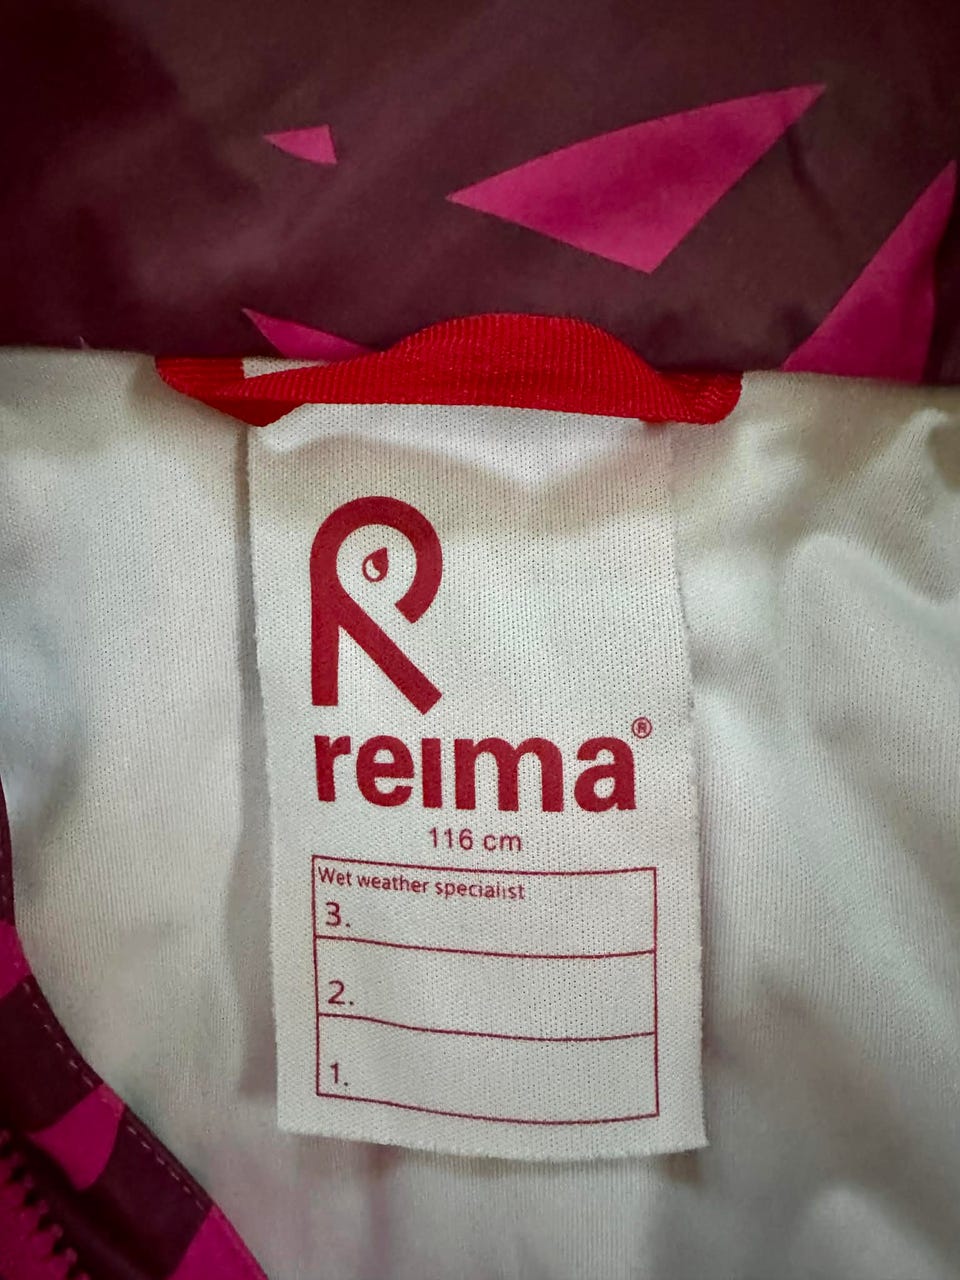 reima®
116 cm
Wet weather specialist
3.
2.
1.